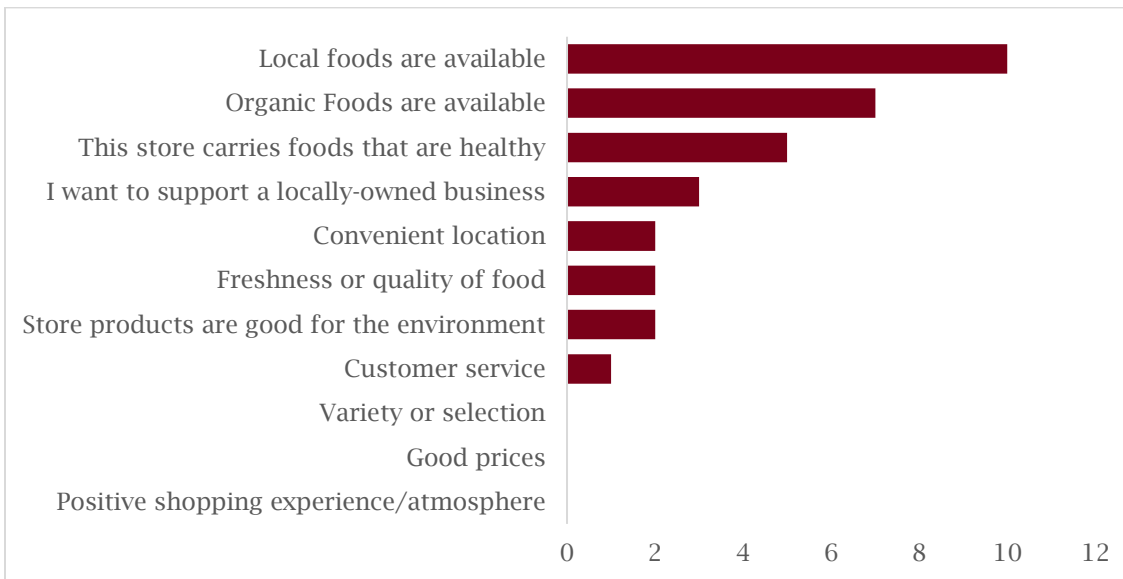 Local foods are available
Organic Foods are available
This store carries foods that are healthy
I want to support a locally-owned business
Convenient location
Freshness or quality of food
Store products are good for the environment
Customer service
Variety or selection
Good prices
Positive shopping experience/atmosphere
0 2 4 6 8 10 12